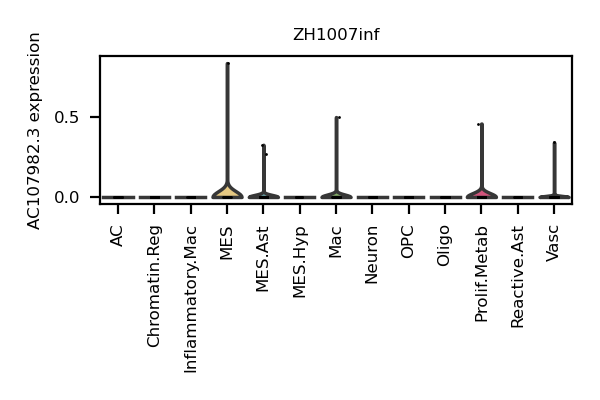 ZH1007inf
AC107982.3 expression
0.5
0.0
AC
Chromatin.Reg
Inflammatory.Mac
MES
MES.Ast
MES.Hyp
Mac
Neuron
OPC
Oligo
Prolif.Metab
Reactive.Ast
Vasc